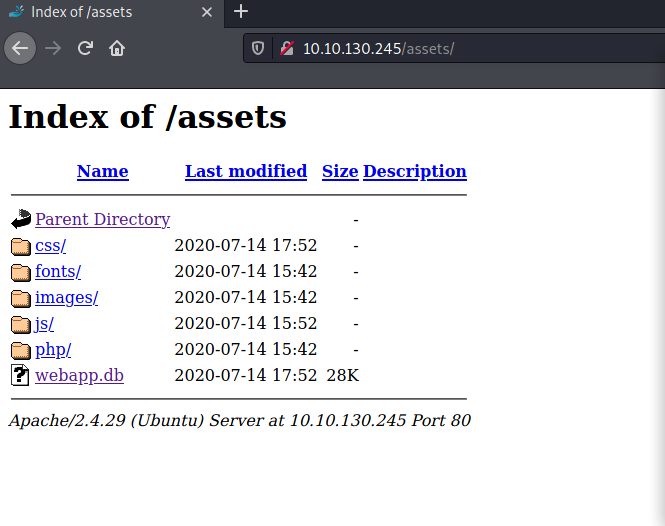 Index of /assets
10.10.130.245/assets/
Index of /assets
Name Last modified Size Description
Parent Directory -
css/ 2020-07-14 17:52 -
fonts/ 2020-07-14 15:42 -
images/ 2020-07-14 15:42 -
js/ 2020-07-14 15:52 -
php/ 2020-07-14 15:42 -
webapp.db 2020-07-14 17:52 28K
Apache/2.4.29 (Ubuntu) Server at 10.10.130.245 Port 80